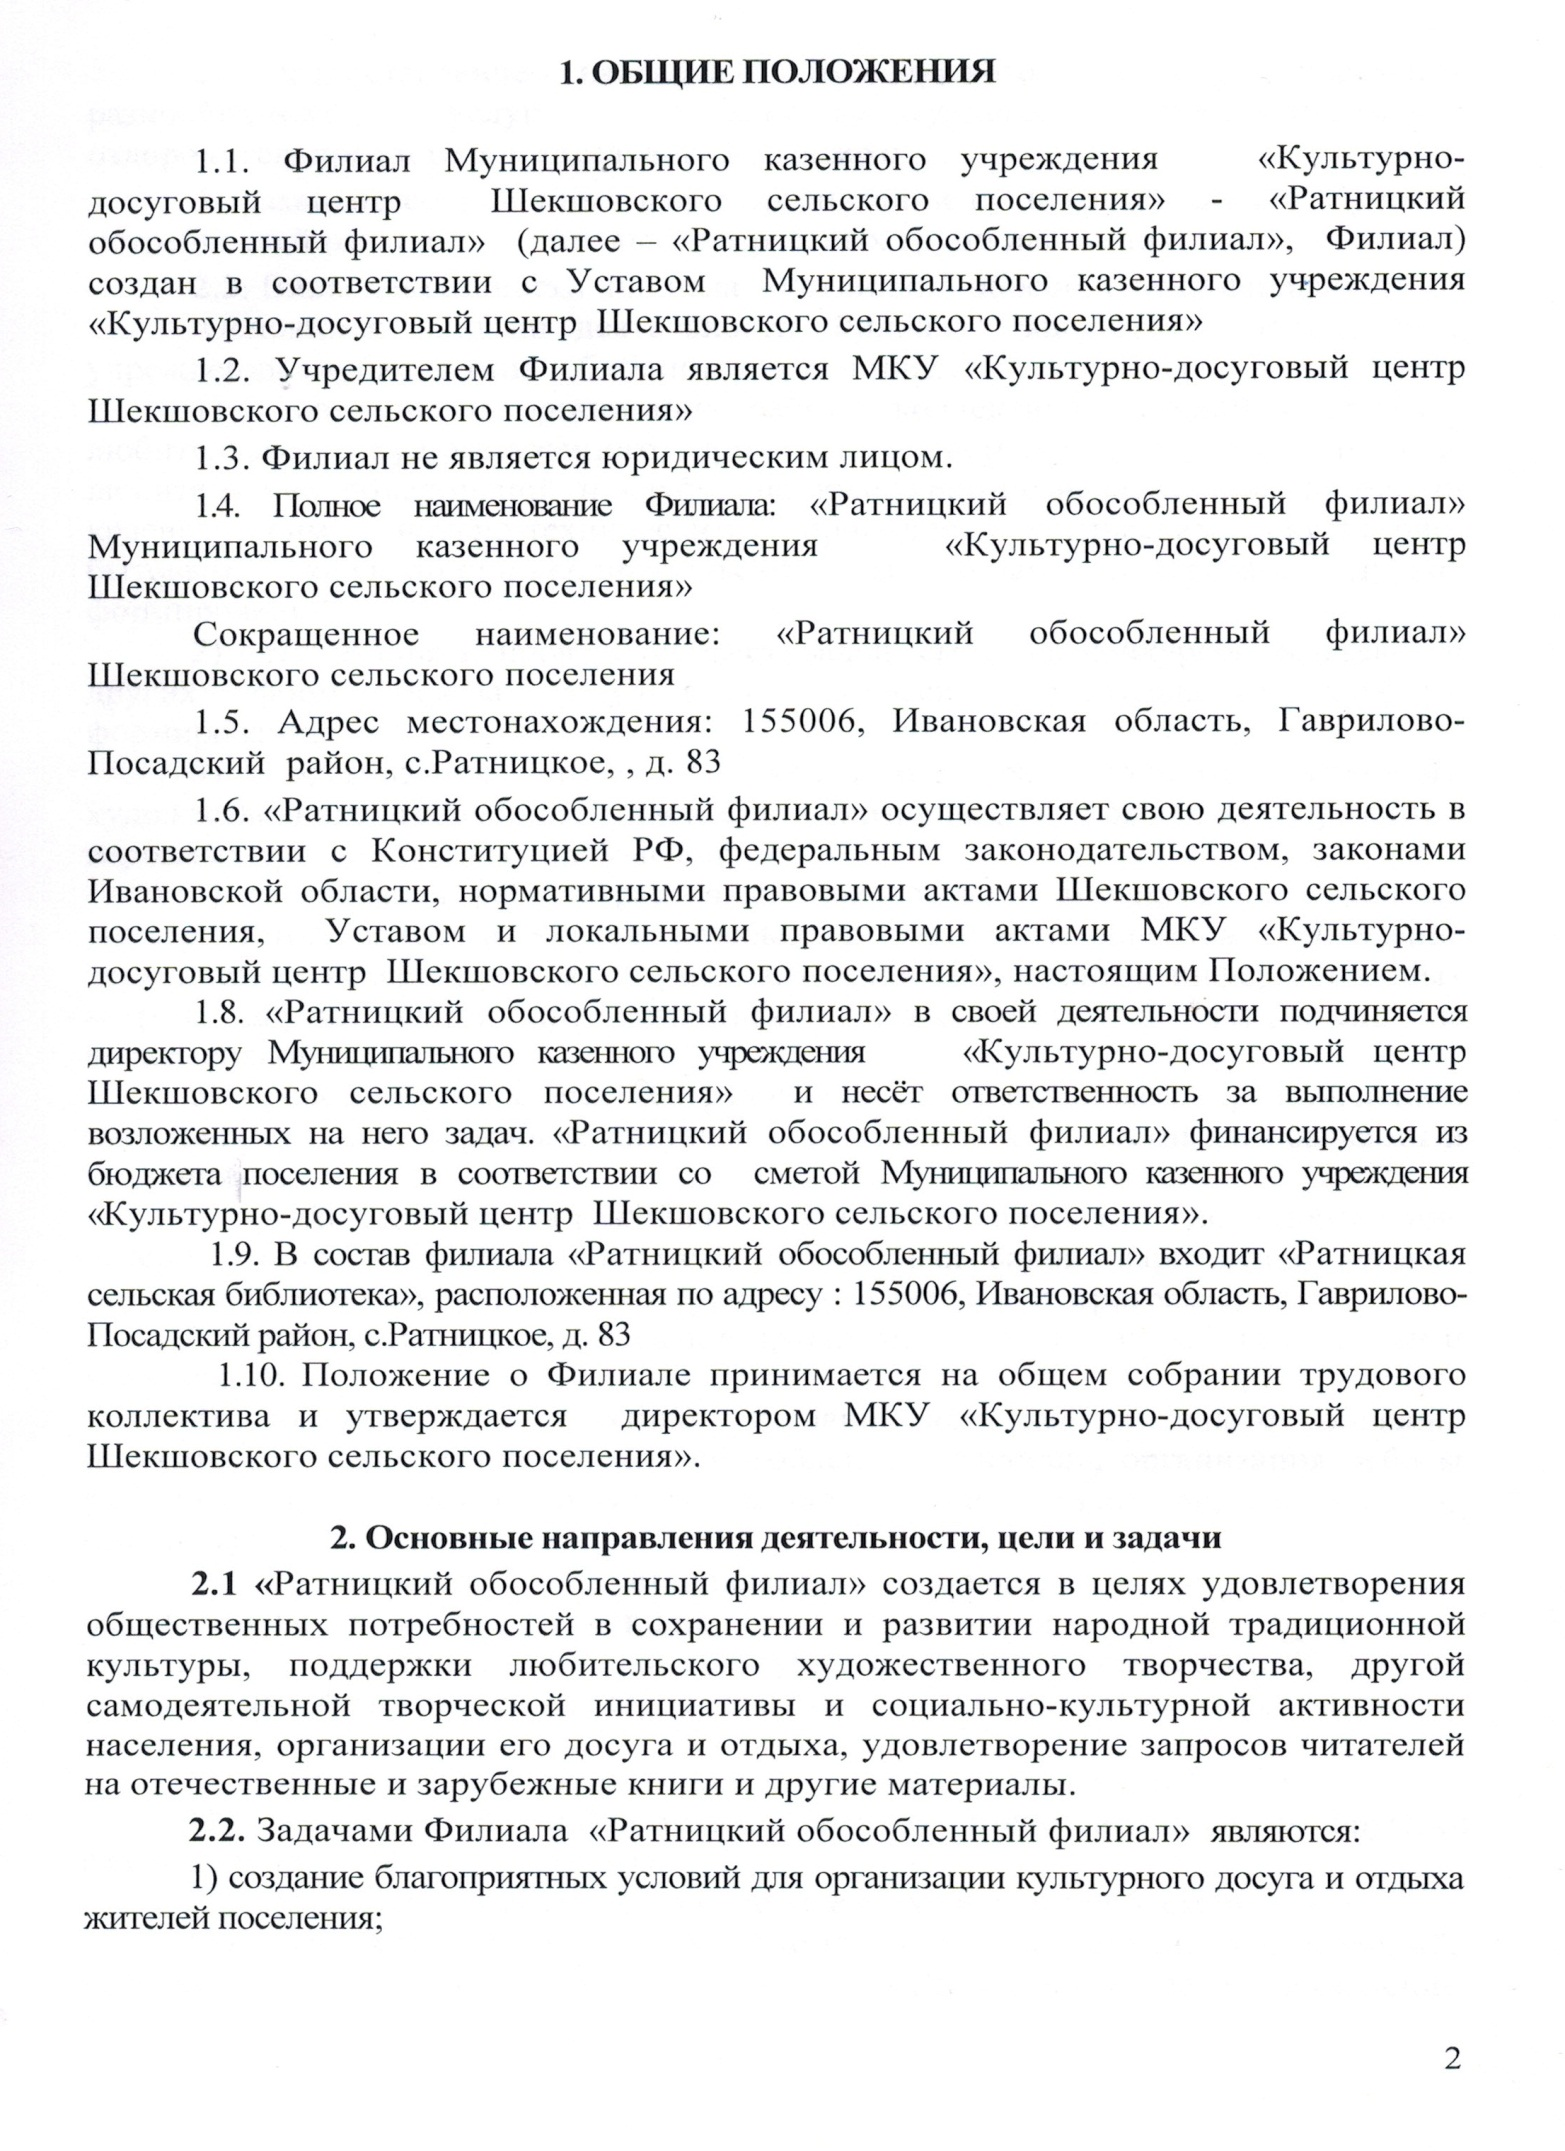 1. ОБЩИЕ ПОЛОЖЕНИЯ
1.1. Филиал Муниципального казенного учреждения «Культурно-
досуговый центр Шекшовского сельского поселения» - «Ратницкий
обособленный филиал» (далее – «Ратницкий обособленный филиал», Филиал)
создан в соответствии с Уставом Муниципального казенного учреждения
«Культурно-досуговый центр Шекшовского сельского поселения»
1.2. Учредителем Филиала является МКУ «Культурно-досуговый центр
Шекшовского сельского поселения»
1.3. Филиал не является юридическим лицом.
1.4. Полное наименование Филиала: «Ратницкий обособленный филиал»
Муниципального казенного учреждения «Культурно-досуговый центр
Шекшовского сельского поселения»
Сокращенное наименование: «Ратницкий обособленный филиал»
Шекшовского сельского поселения
1.5. Адрес местонахождения: 155006, Ивановская область, Гаврилово-
Посадский район, с.Ратницкое, , д. 83
1.6. «Ратницкий обособленный филиал» осуществляет свою деятельность в
соответствии с Конституцией РФ, федеральным законодательством, законами
Ивановской области, нормативными правовыми актами Шекшовского сельского
поселения, Уставом и локальными правовыми актами МКУ «Культурно-
досуговый центр Шекшовского сельского поселения», настоящим Положением.
1.8. «Ратницкий обособленный филиал» в своей деятельности подчиняется
директору Муниципального казенного учреждения «Культурно-досуговый центр
Шекшовского сельского поселения» и несёт ответственность за выполнение
возложенных на него задач. «Ратницкий обособленный филиал» финансируется из
бюджета поселения в соответствии со сметой Муниципального казенного учреждения
«Культурно-досуговый центр Шекшовского сельского поселения».
1.9. В состав филиала «Ратницкий обособленный филиал» входит «Ратницкая
сельская библиотека», расположенная по адресу : 155006, Ивановская область, Гаврилово-
Посадский район, с.Ратницкое, д. 83
1.10. Положение о Филиале принимается на общем собрании трудового
коллектива и утверждается директором МКУ «Культурно-досуговый центр
Шекшовского сельского поселения».
2. Основные направления деятельности, цели и задачи
2.1 «Ратницкий обособленный филиал» создается в целях удовлетворения
общественных потребностей в сохранении и развитии народной традиционной
культуры, поддержки любительского художественного творчества, другой
самодеятельной творческой инициативы и социально-культурной активности
населения, организации его досуга и отдыха, удовлетворение запросов читателей
на отечественные и зарубежные книги и другие материалы.
2.2. Задачами Филиала «Ратницкий обособленный филиал» являются:
1) создание благоприятных условий для организации культурного досуга и отдыха
жителей поселения;
2